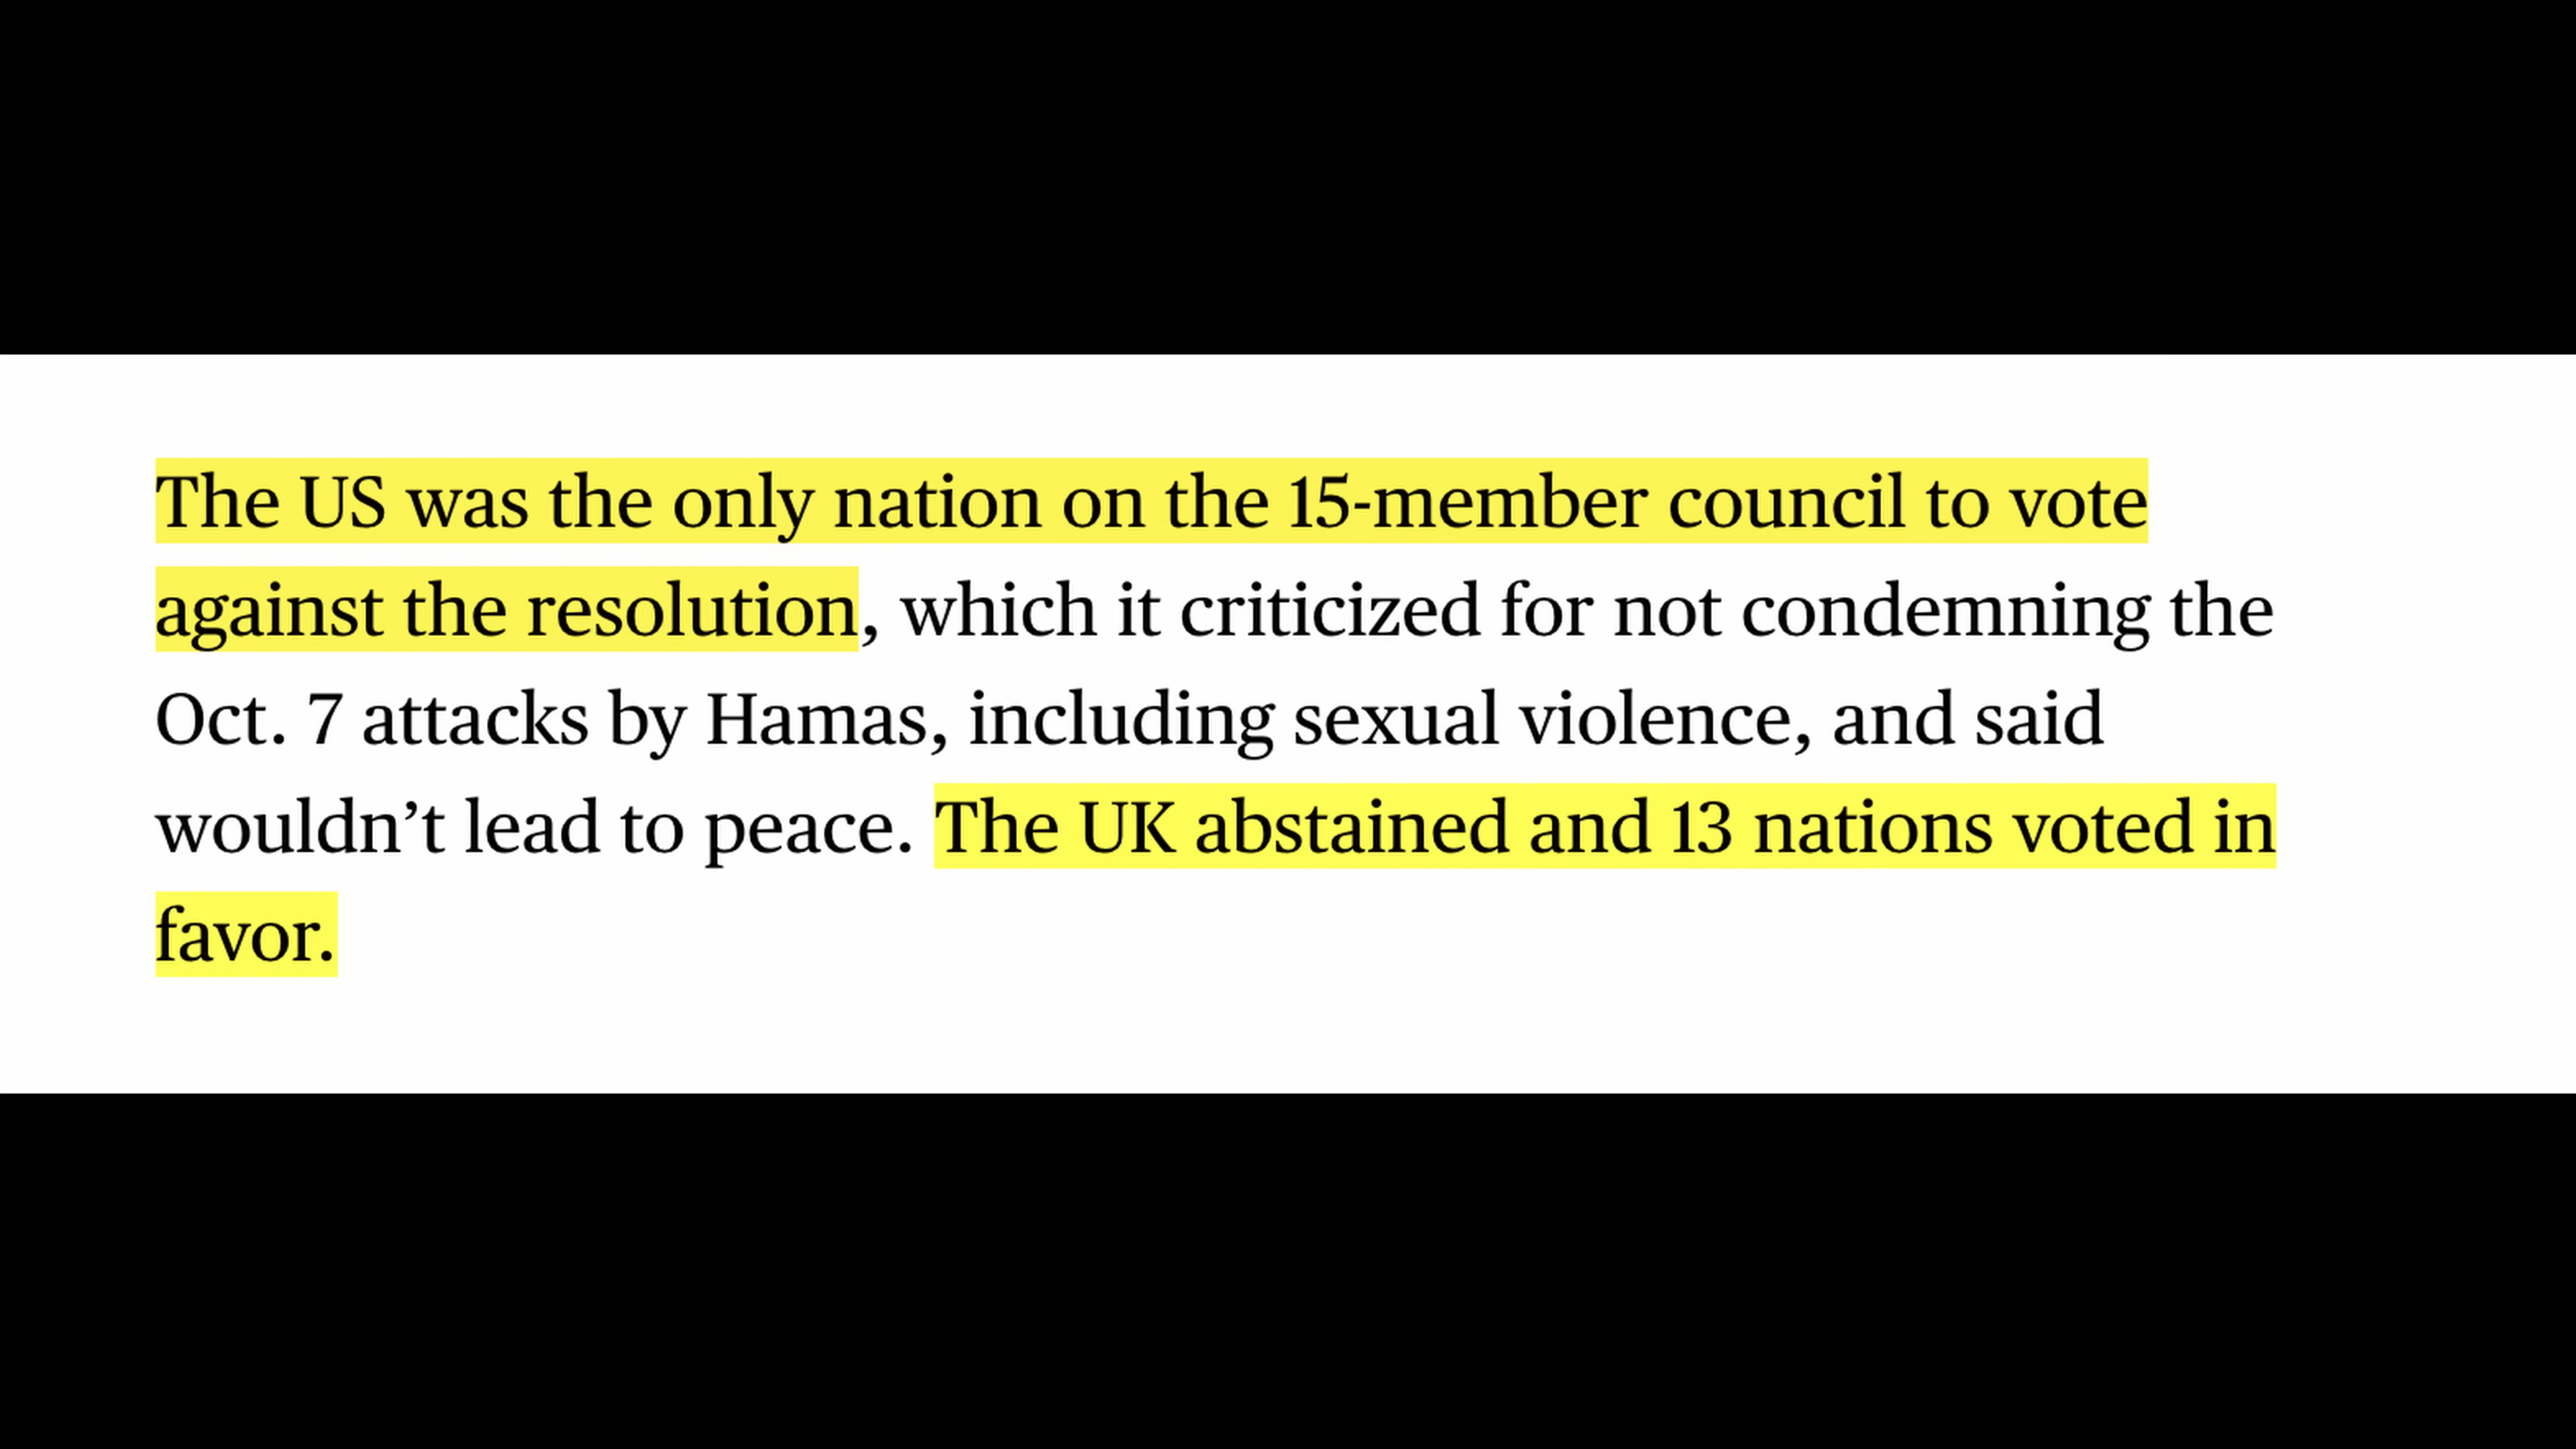 The US was the only nation on the 15-member council to vote
against the resolution, which it criticized for not condemning the
Oct. 7 attacks by Hamas, including sexual violence, and said
wouldn’t lead to peace. The UK abstained and 13 nations voted in
favor.